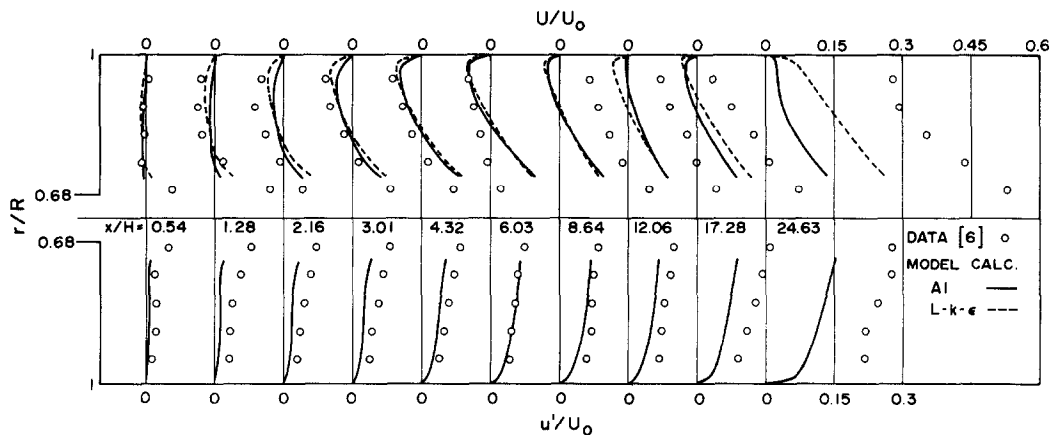 U/U₀
0 0 0 0 0 0 0 0 0 0 0.15 0.3 0.45 0.6
1
0.68
r/R
x/H= 0.54 1.28 2.16 3.01 4.32 6.03 8.64 12.06 17.28 24.63
0.68
DATA [6] o
MODEL CALC.
A1
L-k-ϵ
1
0 0 0 0 0 0 0 0 0 0 0.15 0.3
u'/U₀